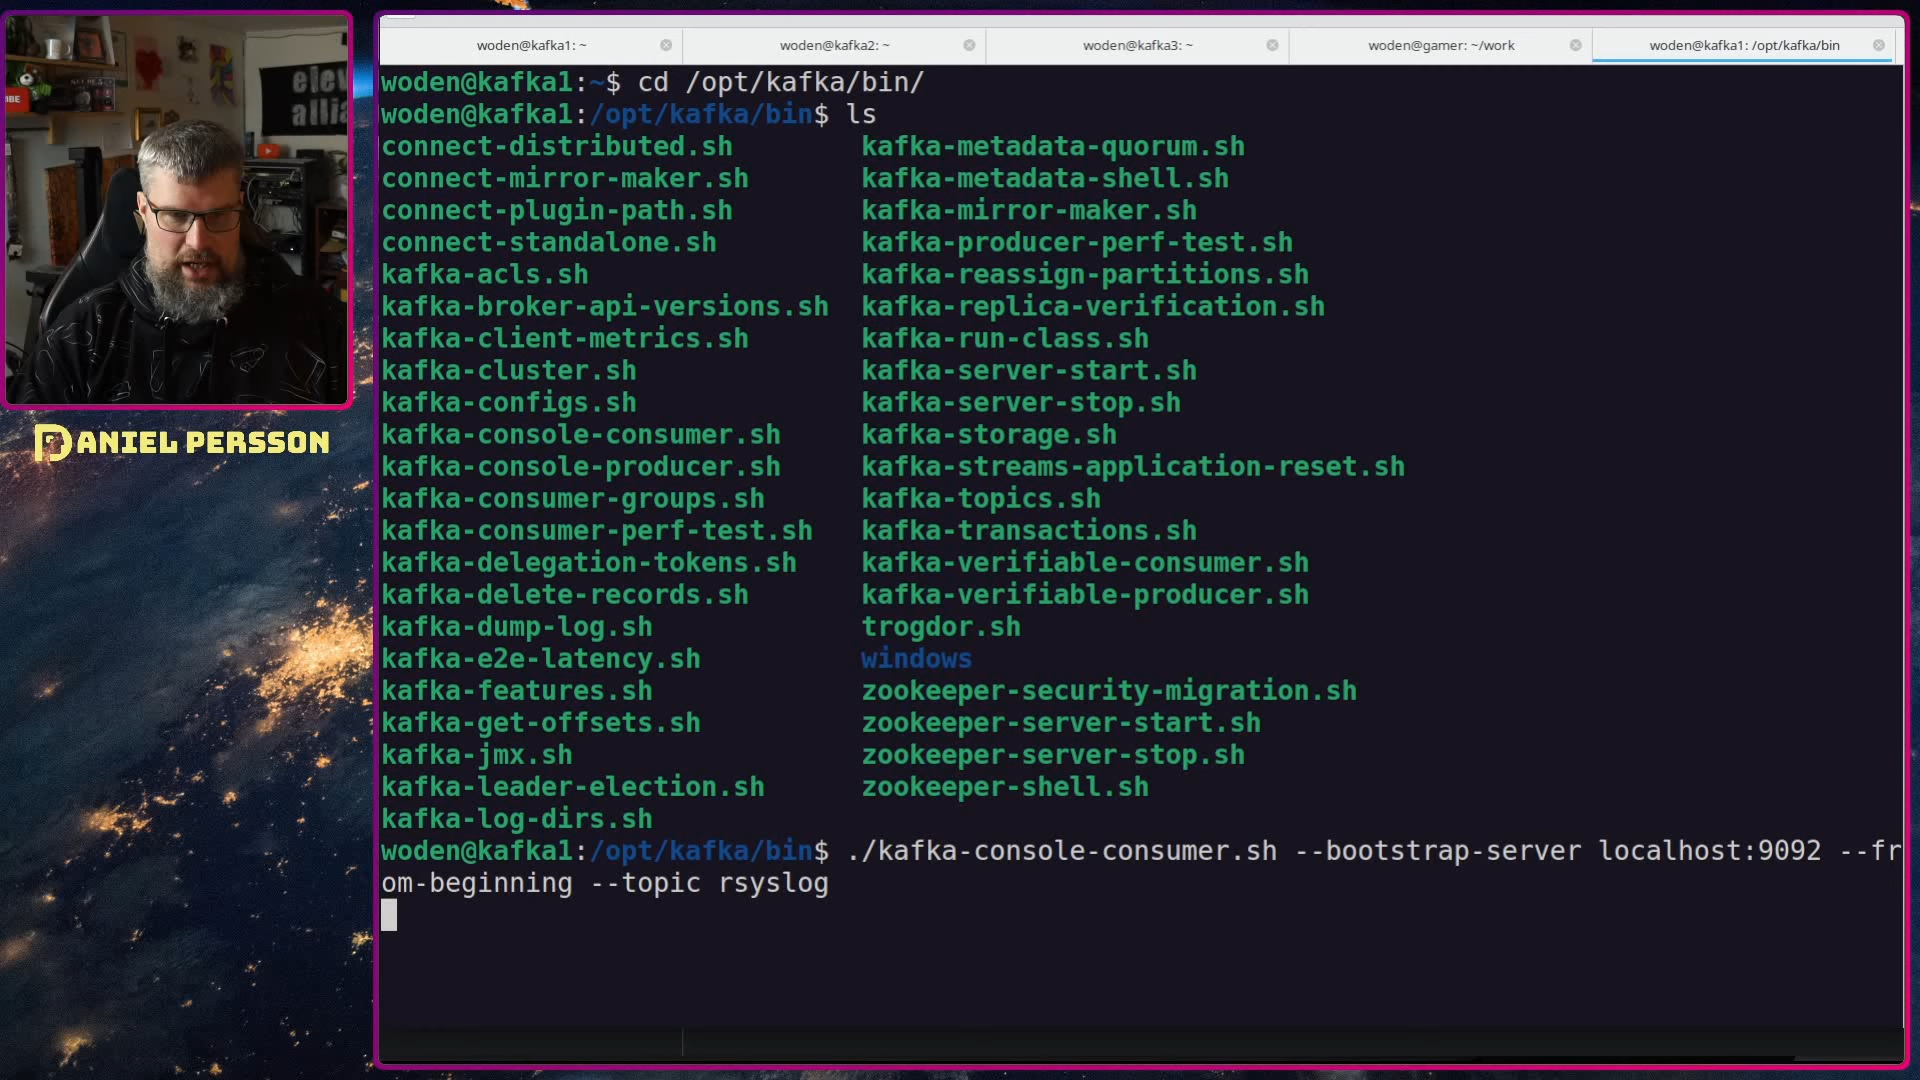 woden@kafka1: ~
woden@kafka2: ~
woden@kafka3: ~
woden@gamer: ~/work
woden@kafka1: /opt/kafka/bin
woden@kafka1:~$ cd /opt/kafka/bin/
woden@kafka1:/opt/kafka/bin$ ls
connect-distributed.sh kafka-metadata-quorum.sh
connect-mirror-maker.sh kafka-metadata-shell.sh
connect-plugin-path.sh kafka-mirror-maker.sh
connect-standalone.sh kafka-producer-perf-test.sh
kafka-acls.sh kafka-reassign-partitions.sh
kafka-broker-api-versions.sh kafka-replica-verification.sh
kafka-client-metrics.sh kafka-run-class.sh
kafka-cluster.sh kafka-server-start.sh
kafka-configs.sh kafka-server-stop.sh
kafka-console-consumer.sh kafka-storage.sh
kafka-console-producer.sh kafka-streams-application-reset.sh
kafka-consumer-groups.sh kafka-topics.sh
kafka-consumer-perf-test.sh kafka-transactions.sh
kafka-delegation-tokens.sh kafka-verifiable-consumer.sh
kafka-delete-records.sh kafka-verifiable-producer.sh
kafka-dump-log.sh trogdor.sh
kafka-e2e-latency.sh windows
kafka-features.sh zookeeper-security-migration.sh
kafka-get-offsets.sh zookeeper-server-start.sh
kafka-jmx.sh zookeeper-server-stop.sh
kafka-leader-election.sh zookeeper-shell.sh
kafka-log-dirs.sh
woden@kafka1:/opt/kafka/bin$ ./kafka-console-consumer.sh --bootstrap-server localhost:9092 --fr
om-beginning --topic rsyslog
DANIEL PERSSON